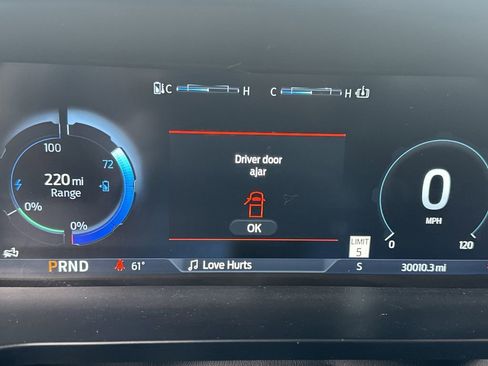 C H
C H
100
72
220 mi
Range
0%
0%
Driver door
ajar
OK
0
MPH
0
120
LIMIT
5
PRND
61°
Love Hurts
S
30010.3 mi